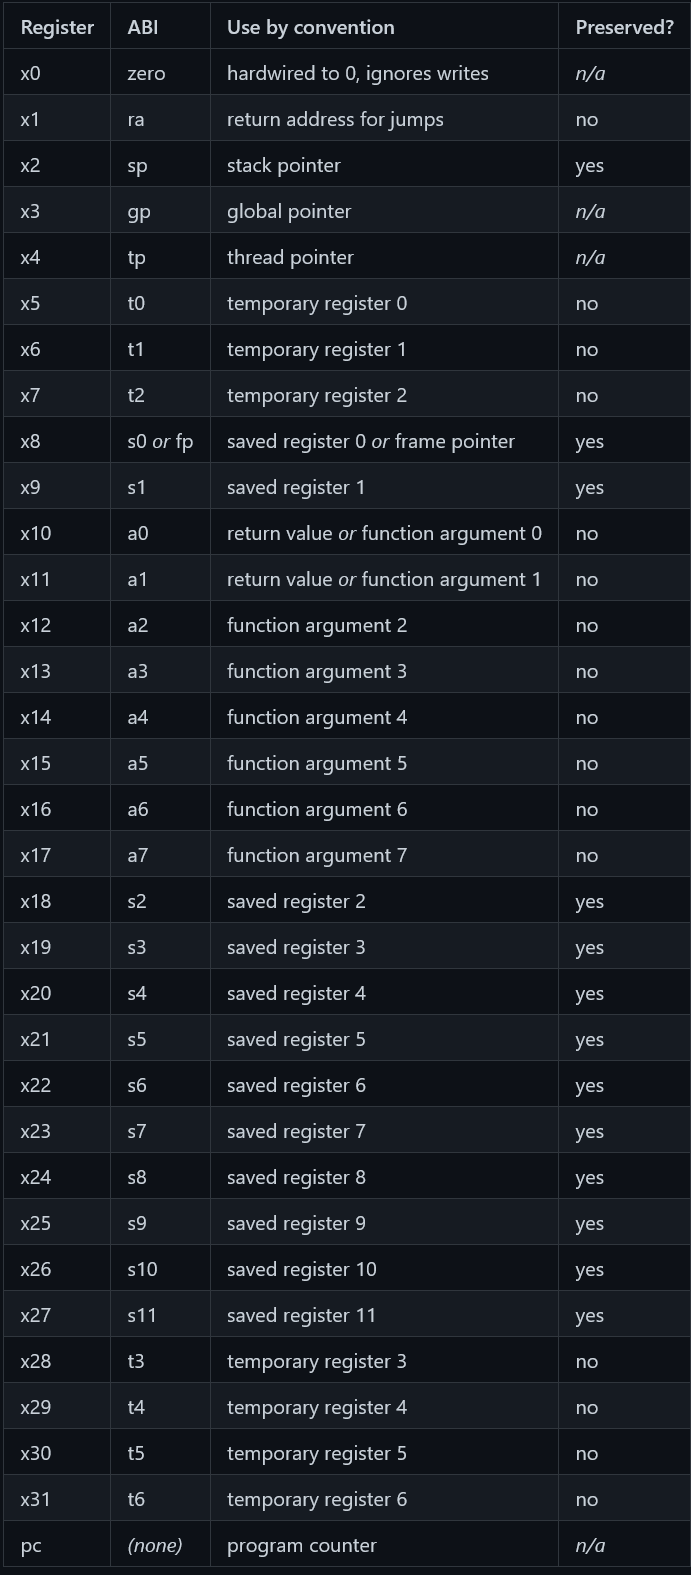 Register ABI Use by convention Preserved?
x0 zero hardwired to 0, ignores writes n/a
x1 ra return address for jumps no
x2 sp stack pointer yes
x3 gp global pointer n/a
x4 tp thread pointer n/a
x5 t0 temporary register 0 no
x6 t1 temporary register 1 no
x7 t2 temporary register 2 no
x8 s0 or fp saved register 0 or frame pointer yes
x9 s1 saved register 1 yes
x10 a0 return value or function argument 0 no
x11 a1 return value or function argument 1 no
x12 a2 function argument 2 no
x13 a3 function argument 3 no
x14 a4 function argument 4 no
x15 a5 function argument 5 no
x16 a6 function argument 6 no
x17 a7 function argument 7 no
x18 s2 saved register 2 yes
x19 s3 saved register 3 yes
x20 s4 saved register 4 yes
x21 s5 saved register 5 yes
x22 s6 saved register 6 yes
x23 s7 saved register 7 yes
x24 s8 saved register 8 yes
x25 s9 saved register 9 yes
x26 s10 saved register 10 yes
x27 s11 saved register 11 yes
x28 t3 temporary register 3 no
x29 t4 temporary register 4 no
x30 t5 temporary register 5 no
x31 t6 temporary register 6 no
pc (none) program counter n/a